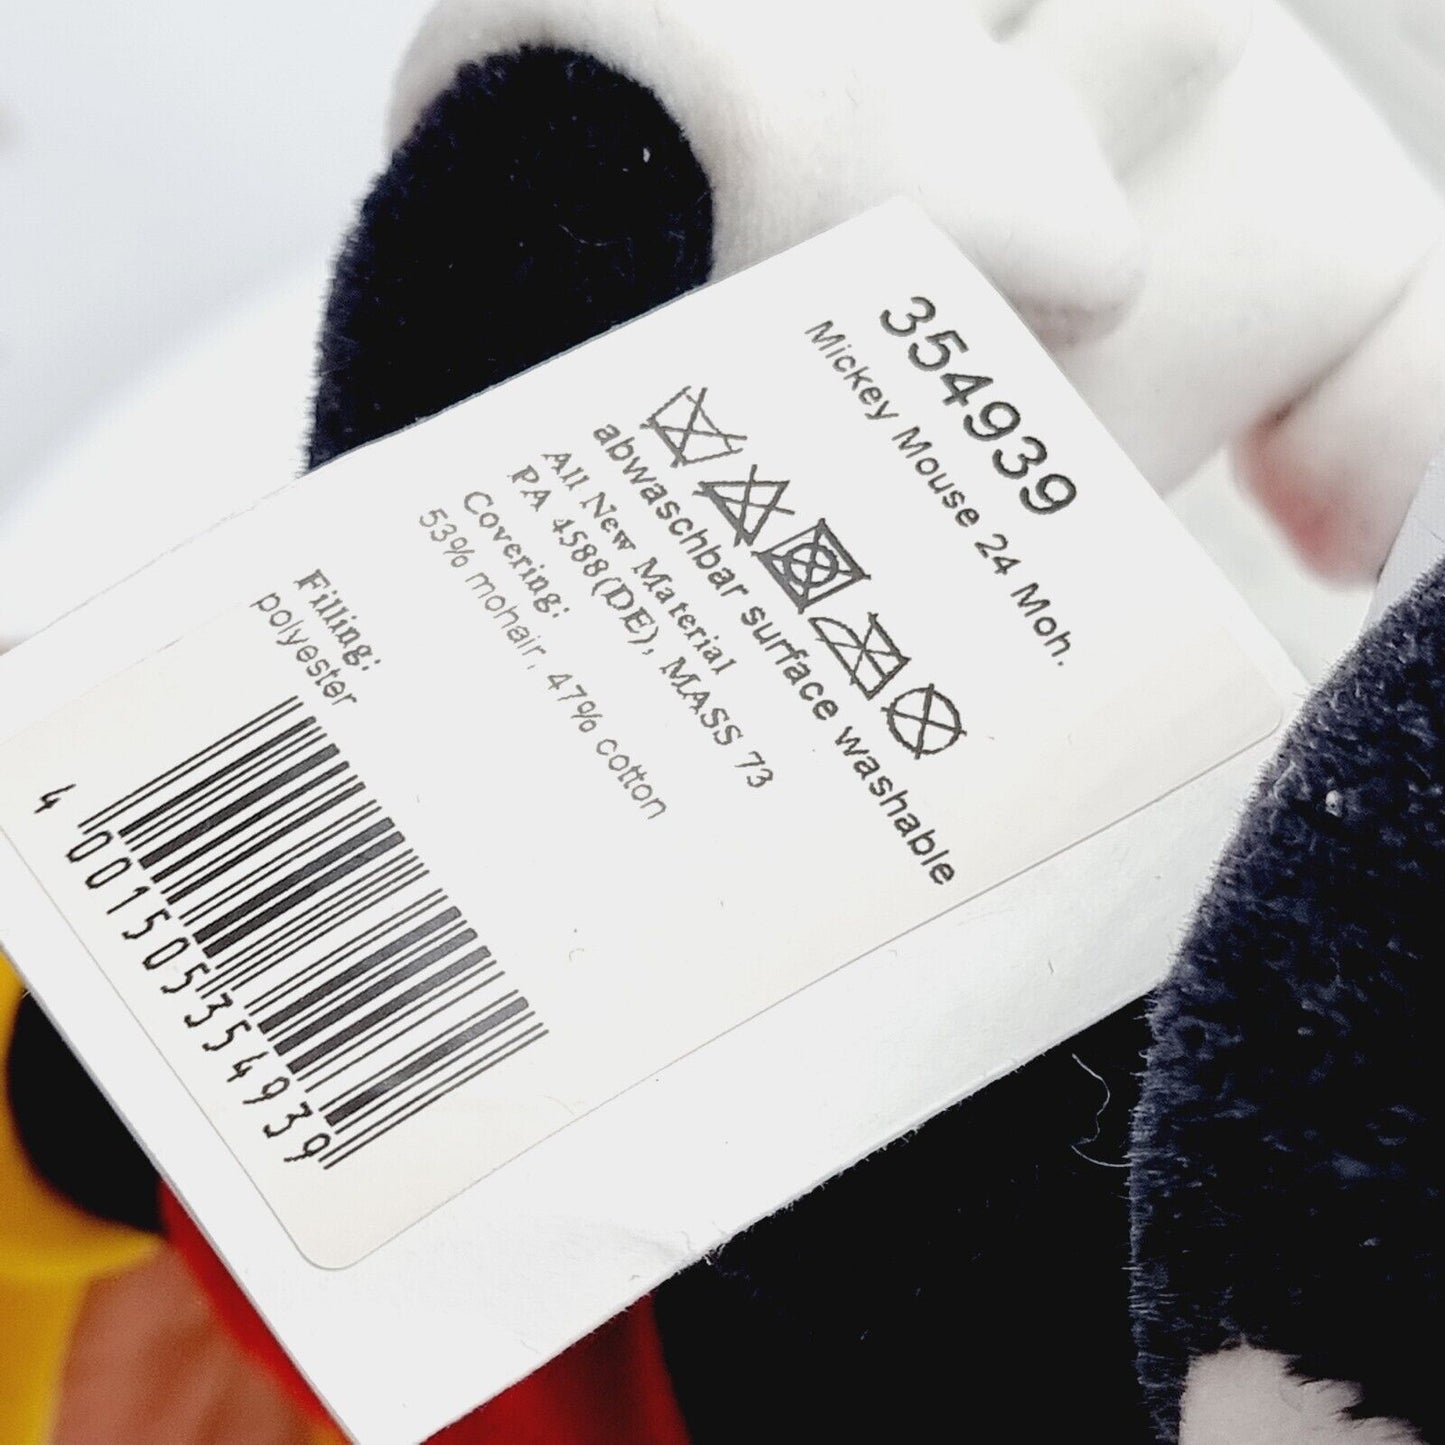 354939
Mickey Mouse 24 Moh.
abwaschbar surface washable
All New Material
PA 4588(DE), MASS 73
Covering:
53% mohair, 47% cotton
Filling:
polyester
4 001505 354939